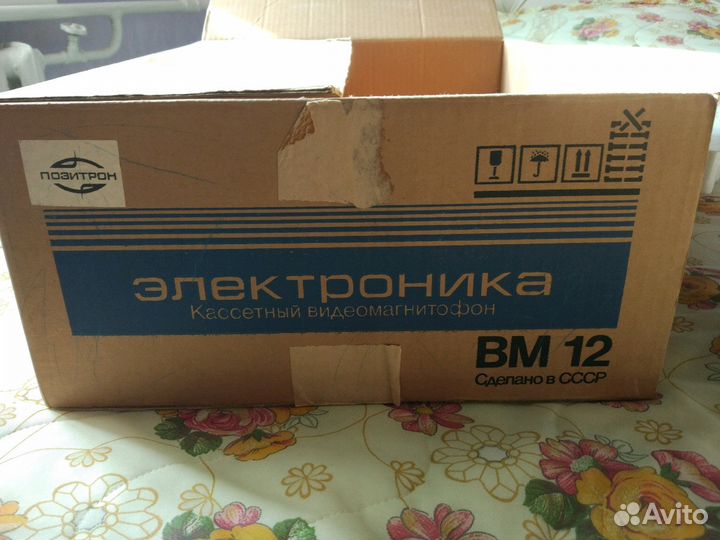 ПОЗИТРОН
электроника
Кассетный видеомагнитофон
ВМ 12
Сделано в СССР
Avito